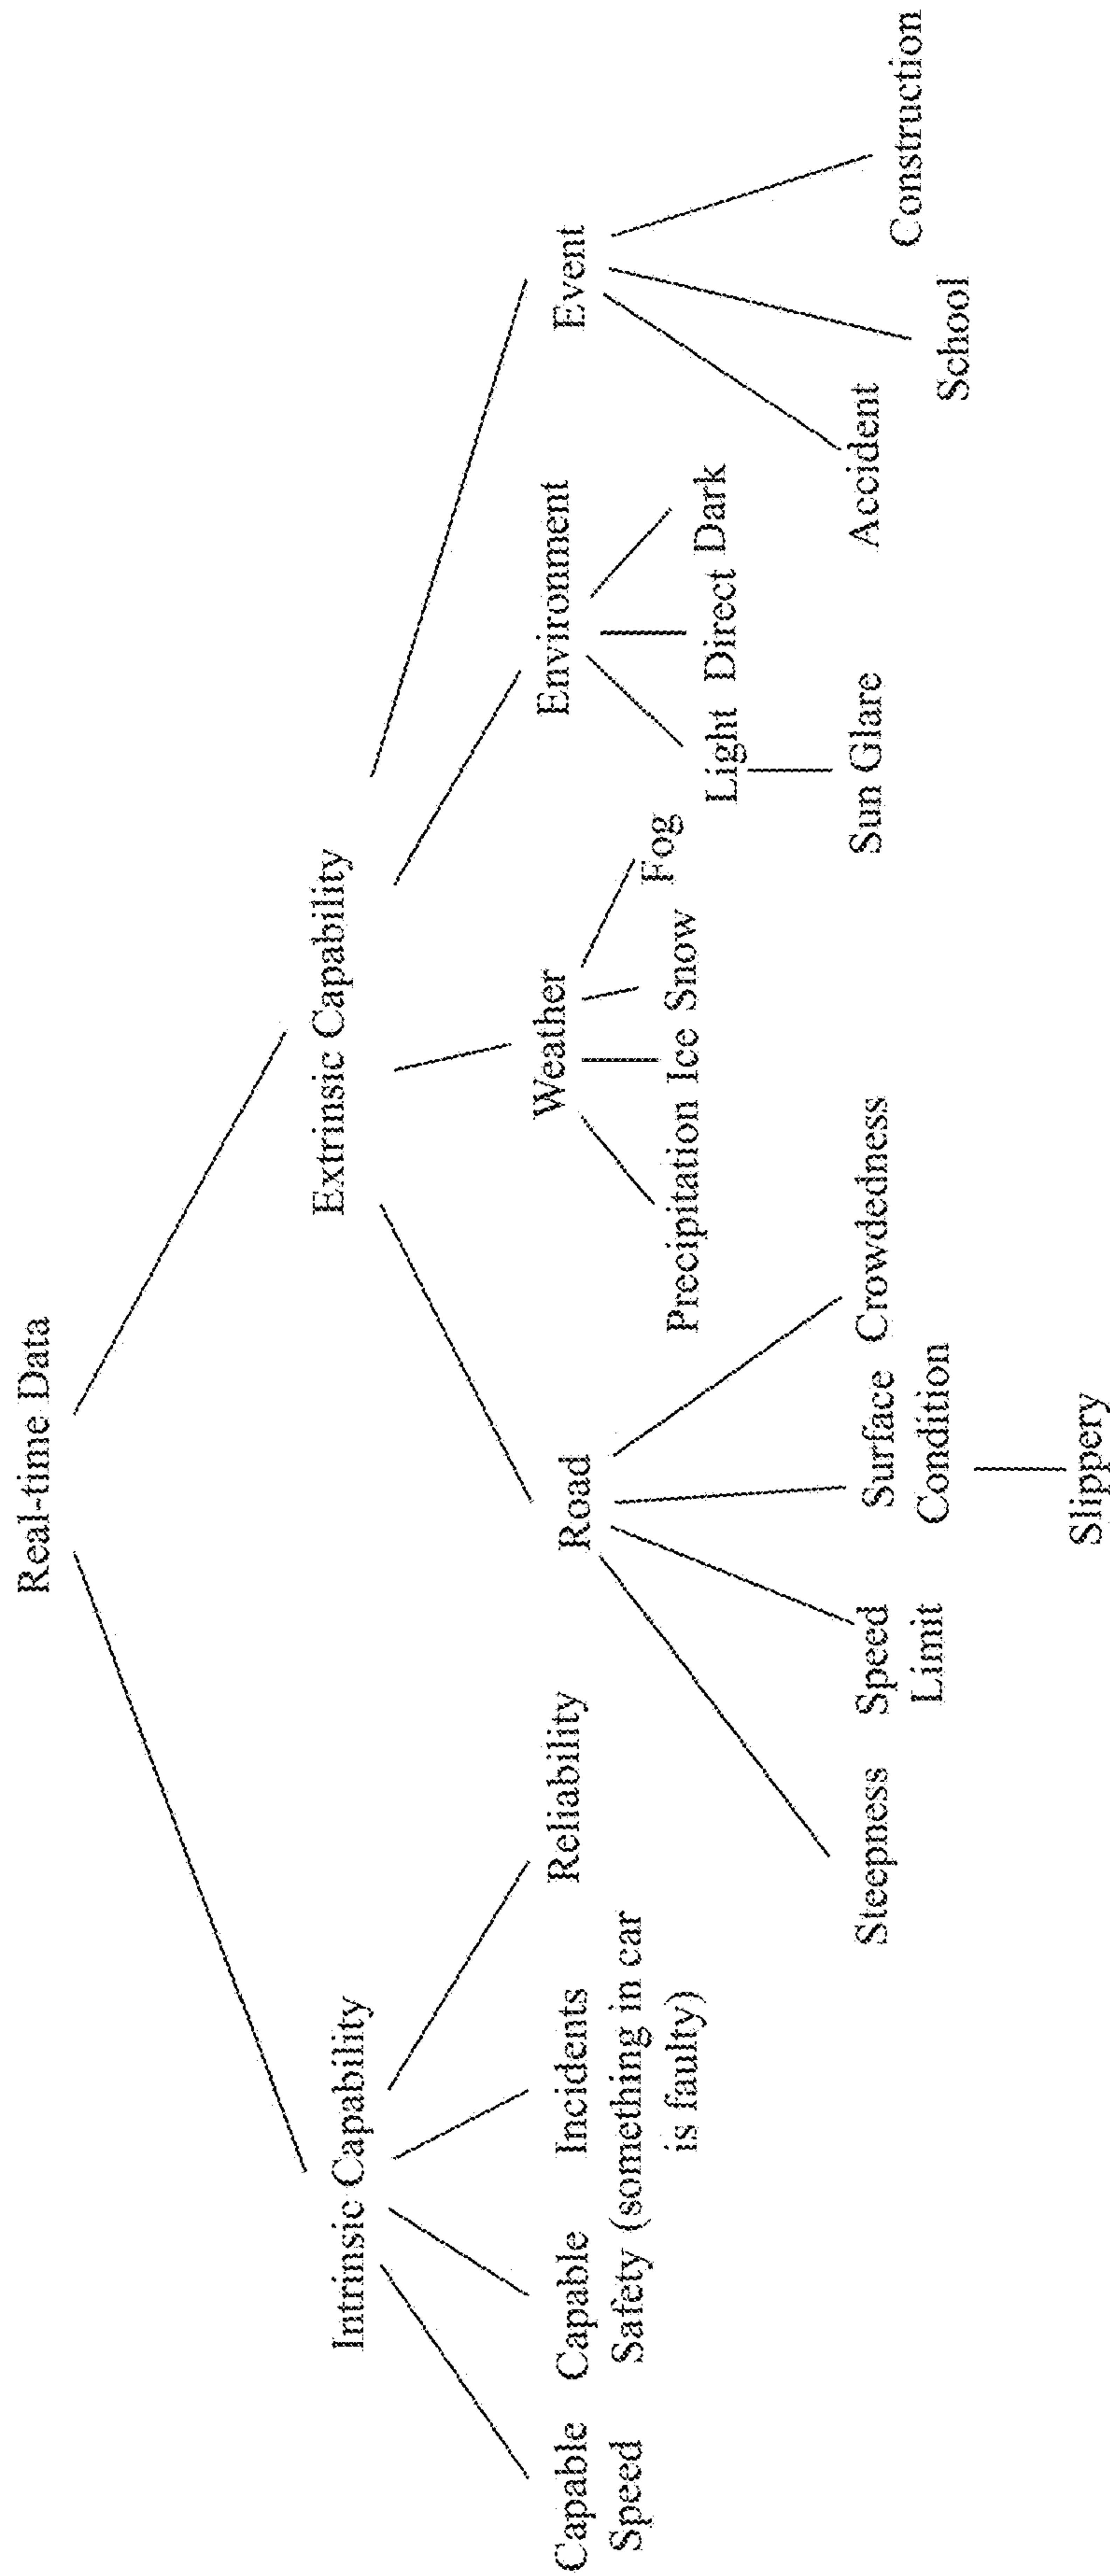 Real-time Data
Intrinsic Capability
Extrinsic Capability
Capable
Speed
Capable
Safety
Incidents
(something in car
is faulty)
Reliability
Road
Weather
Environment
Event
Steepness
Speed
Limit
Surface
Condition
Crowdedness
Slippery
Precipitation
Ice
Snow
Fog
Light
Direct
Dark
Sun Glare
Accident
School
Construction